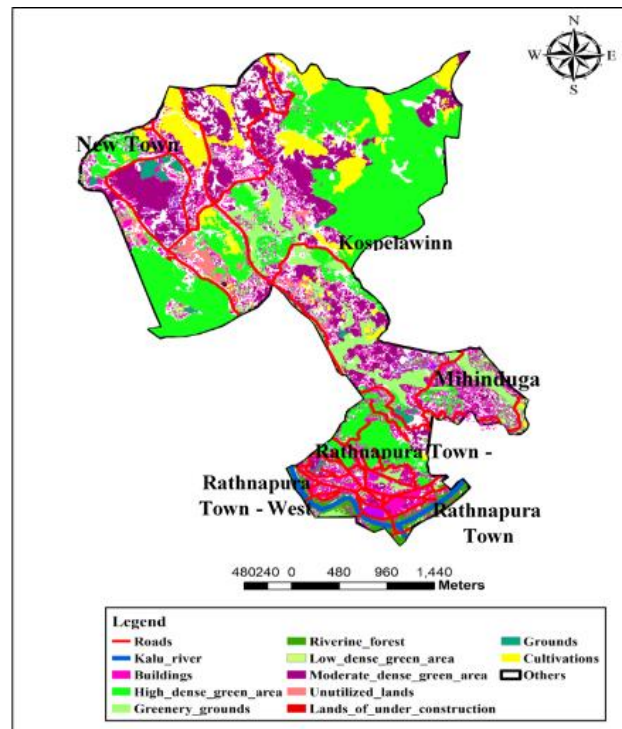 N
W E
S
New Town
Kospelawinn
Mihinduga
Rathnapura Town -
Rathnapura
Town - West
Rathnapura
Town
480240 0 480 960 1,440
Meters
Legend
Roads Riverine_forest Grounds
Kalu_river Low_dense_green_area Cultivations
Buildings Moderate_dense_green_area Others
High_dense_green_area Unutilized_lands
Greenery_grounds Lands_of_under_construction